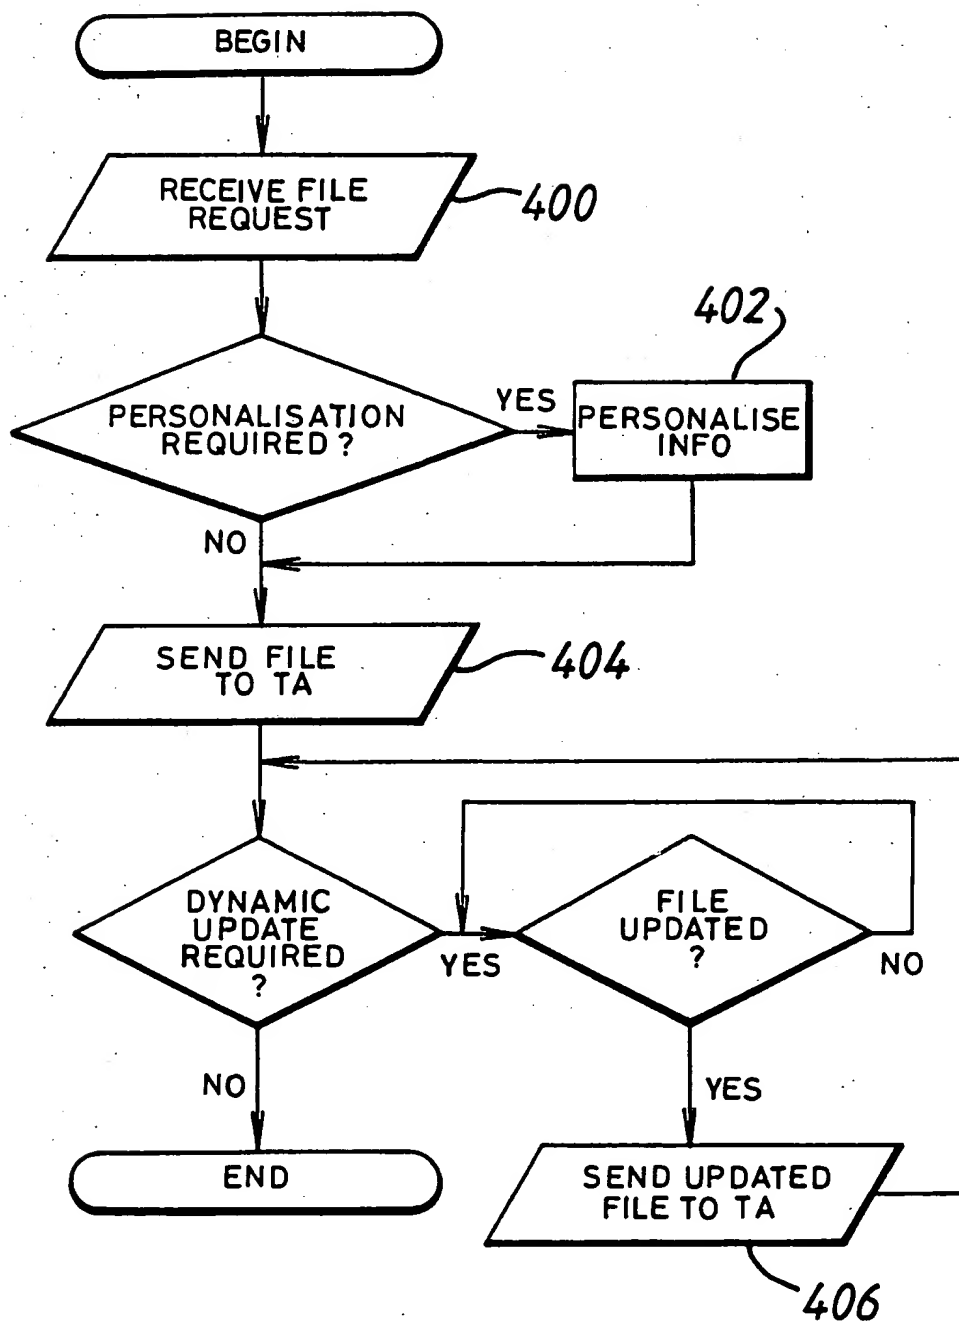 BEGIN
RECEIVE FILE
REQUEST
400
402
PERSONALISATION
REQUIRED ?
YES
PERSONALISE
INFO
NO
SEND FILE
TO TA
404
DYNAMIC
UPDATE
REQUIRED
?
YES
FILE
UPDATED
?
NO
NO
YES
END
SEND UPDATED
FILE TO TA
406